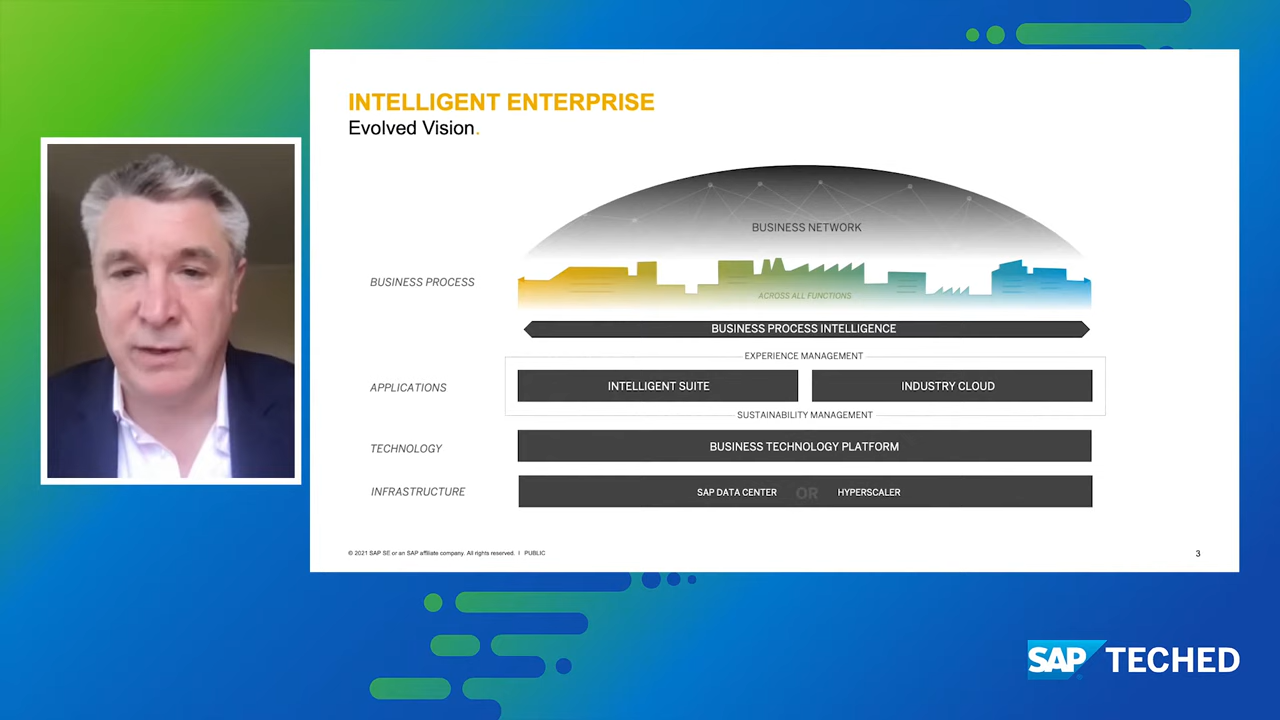 INTELLIGENT ENTERPRISE
Evolved Vision.
BUSINESS NETWORK
BUSINESS PROCESS
ACROSS ALL FUNCTIONS
BUSINESS PROCESS INTELLIGENCE
EXPERIENCE MANAGEMENT
APPLICATIONS
INTELLIGENT SUITE
INDUSTRY CLOUD
SUSTAINABILITY MANAGEMENT
TECHNOLOGY
BUSINESS TECHNOLOGY PLATFORM
INFRASTRUCTURE
SAP DATA CENTER OR HYPERSCALER
© 2021 SAP SE or an SAP affiliate company. All rights reserved. I PUBLIC
3
SAP TECHED